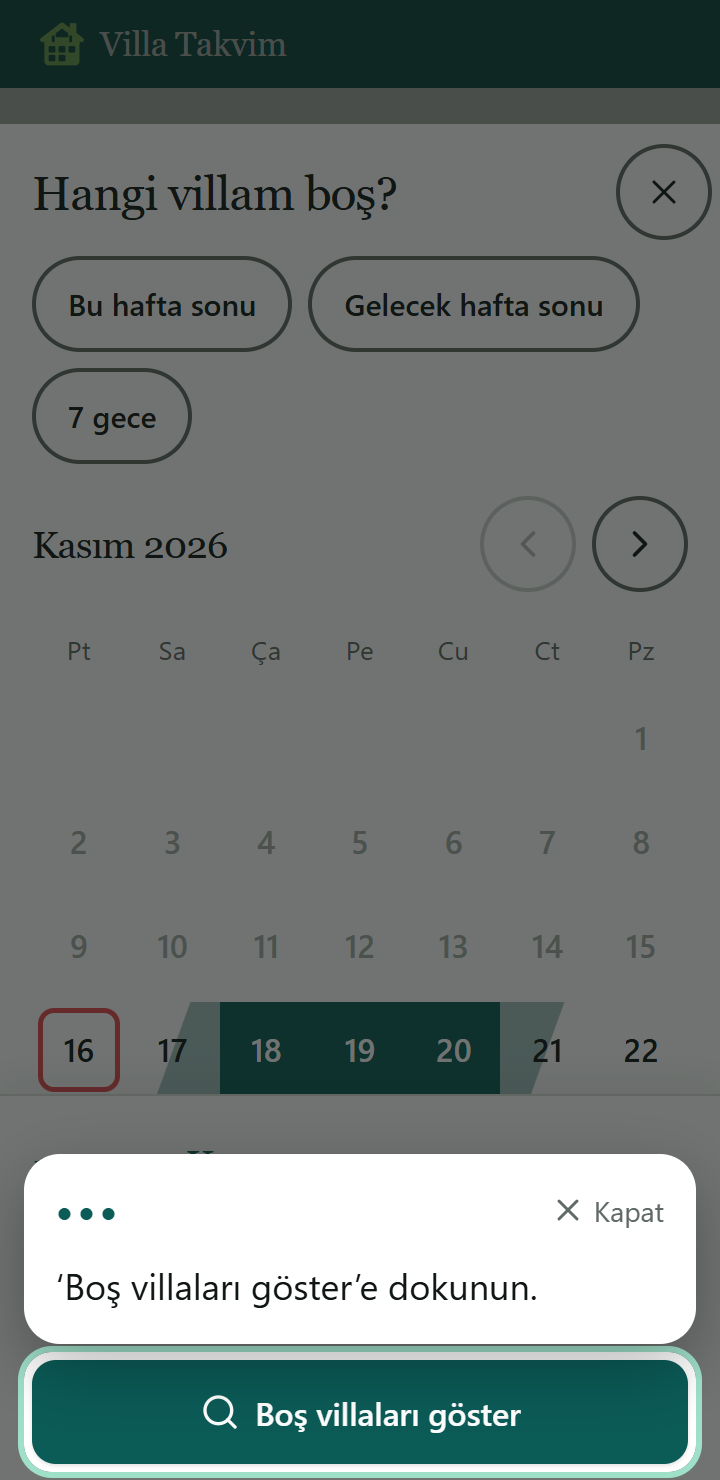 Villa Takvim
Hangi villam boş?
Bu hafta sonu
Gelecek hafta sonu
7 gece
Kasım 2026
Pt Sa Ça Pe Cu Ct Pz
1
2 3 4 5 6 7 8
9 10 11 12 13 14 15
16 17 18 19 20 21 22
Kapat
‘Boş villaları göster’e dokunun.
Boş villaları göster